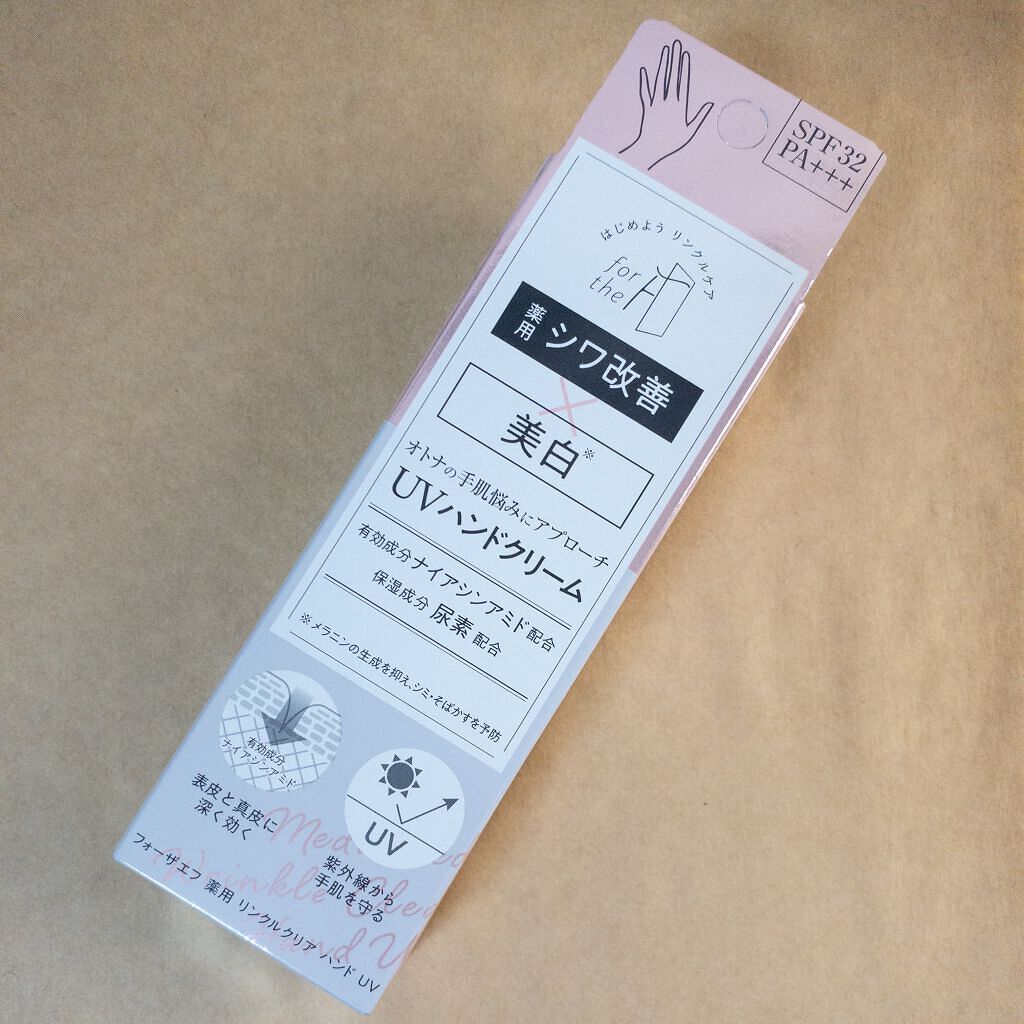 SPF32
PA+++
はじめよう リンクルケア
for
the
薬用 シワ改善
×
美白※
オトナの手肌悩みにアプローチ
UVハンドクリーム
有効成分ナイアシンアミド配合
保湿成分 尿素 配合
※メラニンの生成を抑え、シミ・そばかすを予防
有効成分
ナイアシンアミド
表皮と真皮に
深く効く
UV
紫外線から
手肌を守る
Wrinkle
フォーザエフ 薬用 リンクルクリア ハンド UV